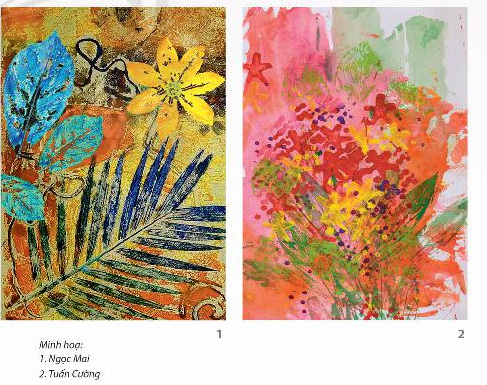 1
2
Minh hoạ:
1. Ngọc Mai
2. Tuấn Cường